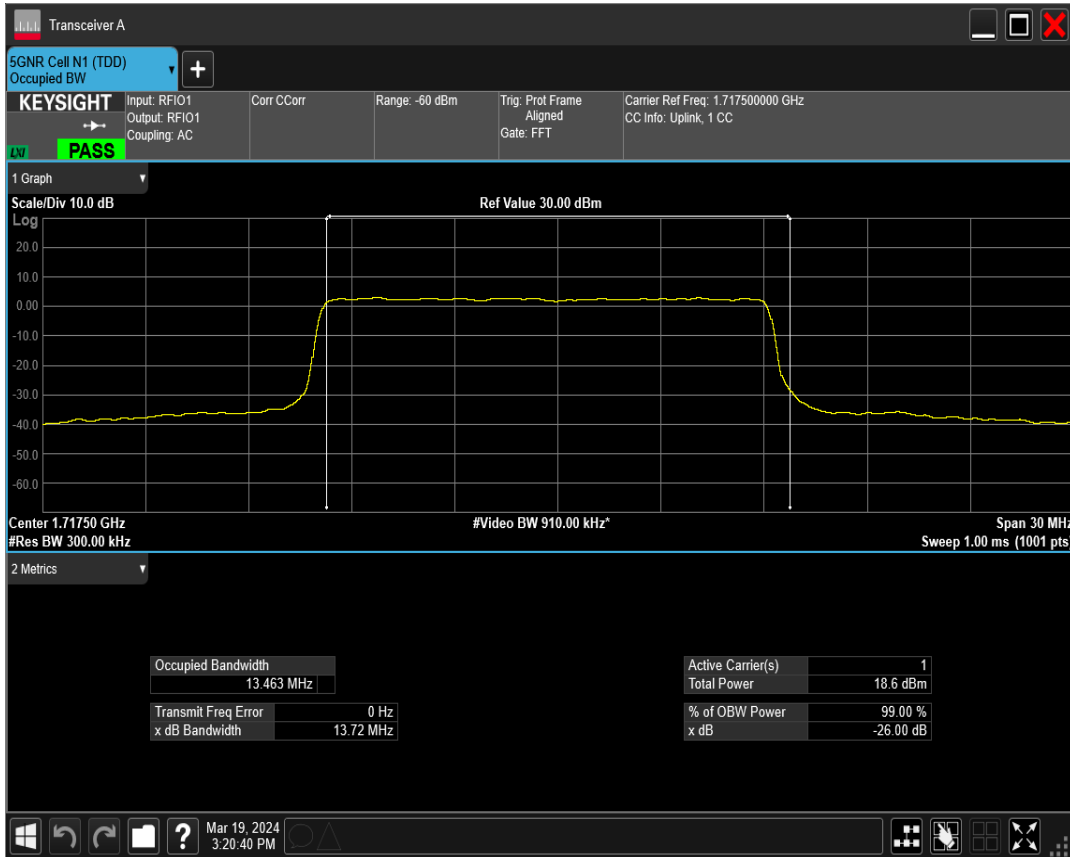 Transceiver A
5GNR Cell N1 (TDD)
Occupied BW
+
KEYSIGHT
LXI
PASS
Input: RFIO1
Output: RFIO1
Coupling: AC
Corr CCorr
Range: -60 dBm
Trig: Prot Frame
Aligned
Gate: FFT
Carrier Ref Freq: 1.717500000 GHz
CC Info: Uplink, 1 CC
1 Graph
Scale/Div 10.0 dB
Ref Value 30.00 dBm
Log
20.0
10.0
0.00
-10.0
-20.0
-30.0
-40.0
-50.0
-60.0
Center 1.71750 GHz
#Video BW 910.00 kHz*
Span 30 MHz
#Res BW 300.00 kHz
Sweep 1.00 ms (1001 pts)
2 Metrics
Occupied Bandwidth
13.463 MHz
Transmit Freq Error 0 Hz
x dB Bandwidth 13.72 MHz
Active Carrier(s) 1
Total Power 18.6 dBm
% of OBW Power 99.00 %
x dB -26.00 dB
?
Mar 19, 2024
3:20:40 PM